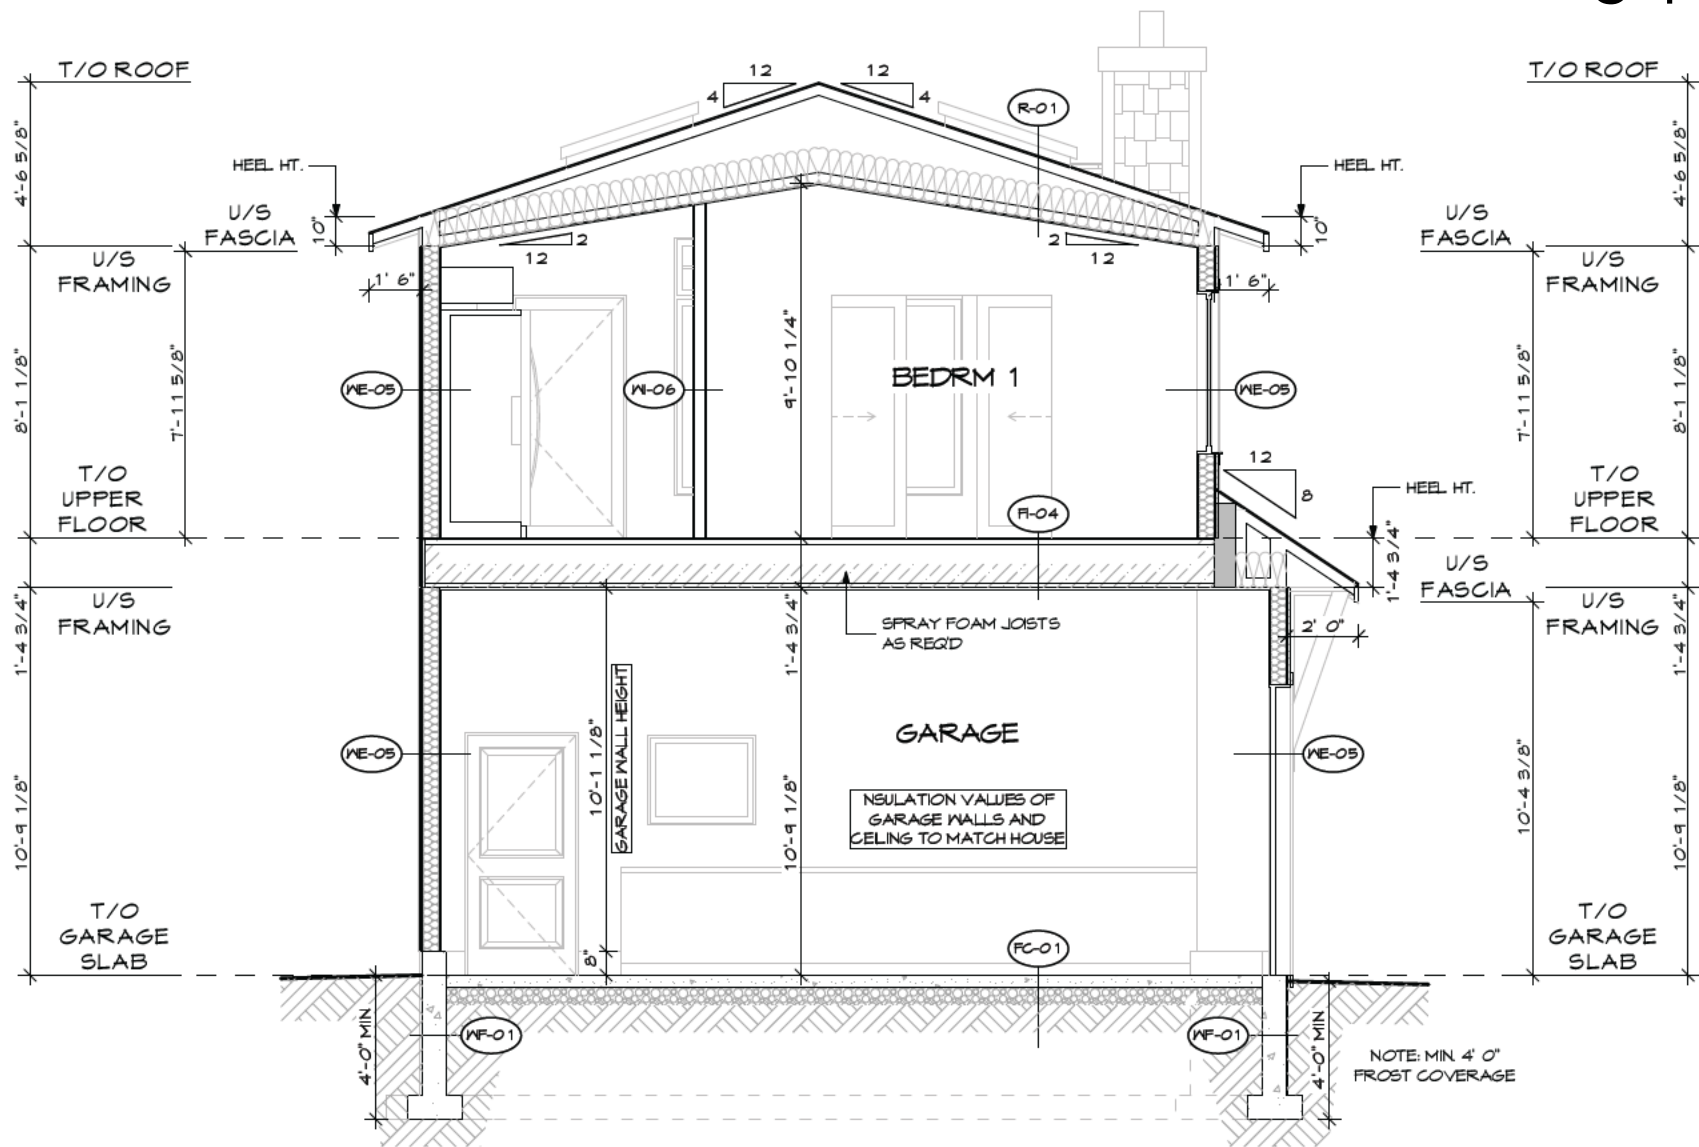 T/O ROOF
12
12
4
4
R-01
T/O ROOF
4'-6 5/8"
HEEL HT.
HEEL HT.
4'-6 5/8"
U/S
FASCIA
10"
10"
U/S
FASCIA
U/S
FRAMING
2
12
2
12
U/S
FRAMING
1' 6"
1' 6"
8'-1 1/8"
7'-11 5/8"
WE-05
WI-06
9'-10 1/4"
BEDRM 1
WE-05
7'-11 5/8"
8'-1 1/8"
T/O
UPPER
FLOOR
12
8
HEEL HT.
T/O
UPPER
FLOOR
FI-04
1'-4 3/4"
U/S
FASCIA
U/S
FRAMING
U/S
FRAMING
1'-4 3/4"
1'-4 3/4"
SPRAY FOAM JOISTS
AS REQ'D
2' 0"
1'-4 3/4"
10'-1 1/8"
GARAGE WALL HEIGHT
GARAGE
WE-05
WE-05
10'-9 1/8"
10'-9 1/8"
NSULATION VALUES OF
GARAGE WALLS AND
CELING TO MATCH HOUSE
10'-4 3/8"
10'-9 1/8"
T/O
GARAGE
SLAB
8"
FC-01
T/O
GARAGE
SLAB
4'-0" MIN
WF-01
WF-01
4'-0" MIN
NOTE: MIN. 4' 0"
FROST COVERAGE